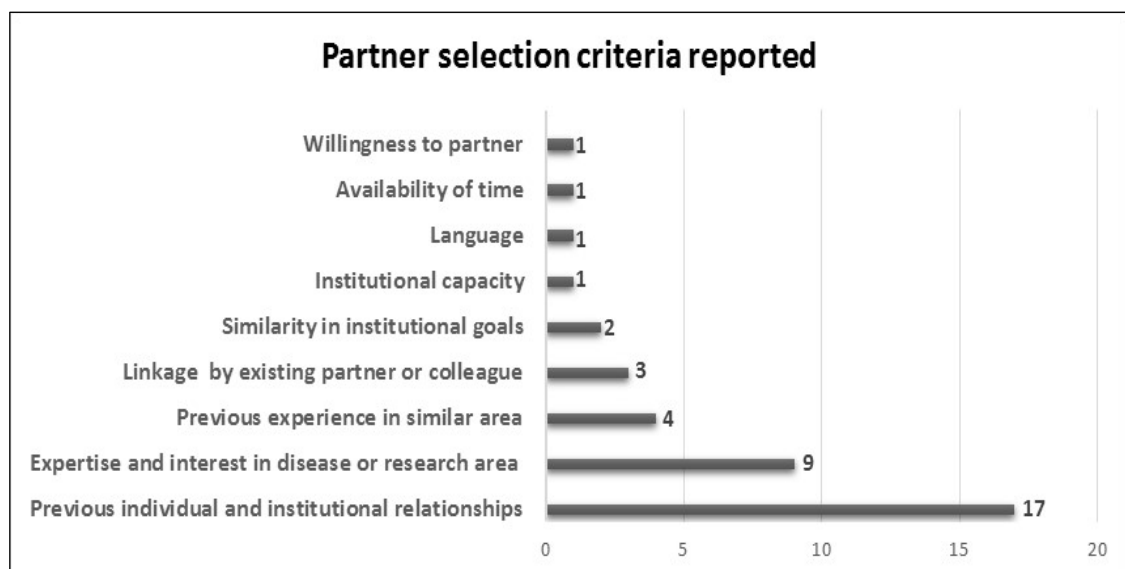 Partner selection criteria reported
Willingness to partner 1
Availability of time 1
Language 1
Institutional capacity 1
Similarity in institutional goals 2
Linkage by existing partner or colleague 3
Previous experience in similar area 4
Expertise and interest in disease or research area 9
Previous individual and institutional relationships 17
0 5 10 15 20